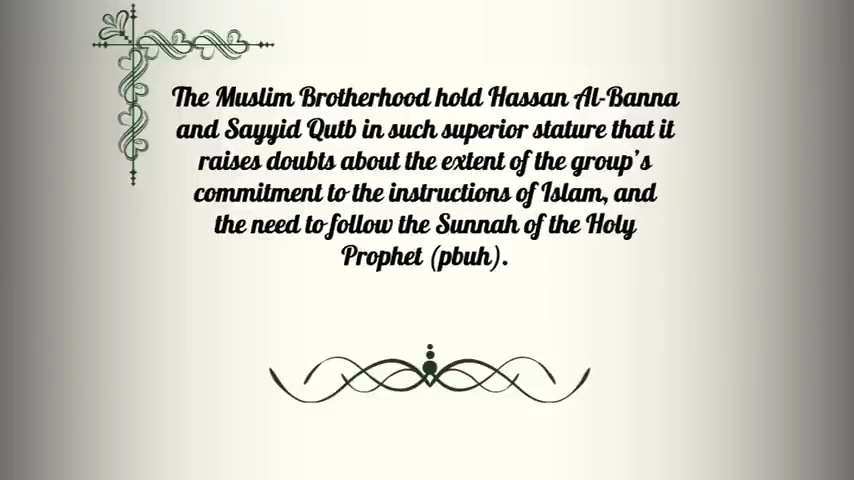 The Muslim Brotherhood hold Hassan Al-Banna
and Sayyid Qutb in such superior stature that it
raises doubts about the extent of the group's
commitment to the instructions of Islam, and
the need to follow the Sunnah of the Holy
Prophet (pbuh).